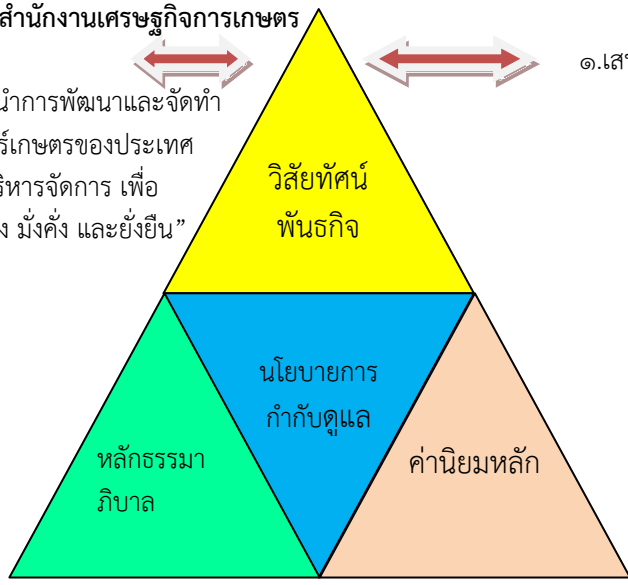 สำนักงานเศรษฐกิจการเกษตร
๑.เส
นำการพัฒนาและจัดทำ
ร์เกษตรของประเทศ
ริหารจัดการ เพื่อ
ง มั่งคั่ง และยั่งยืน”
วิสัยทัศน์
พันธกิจ
นโยบายการ
กำกับดูแล
หลักธรรมา
ภิบาล
ค่านิยมหลัก